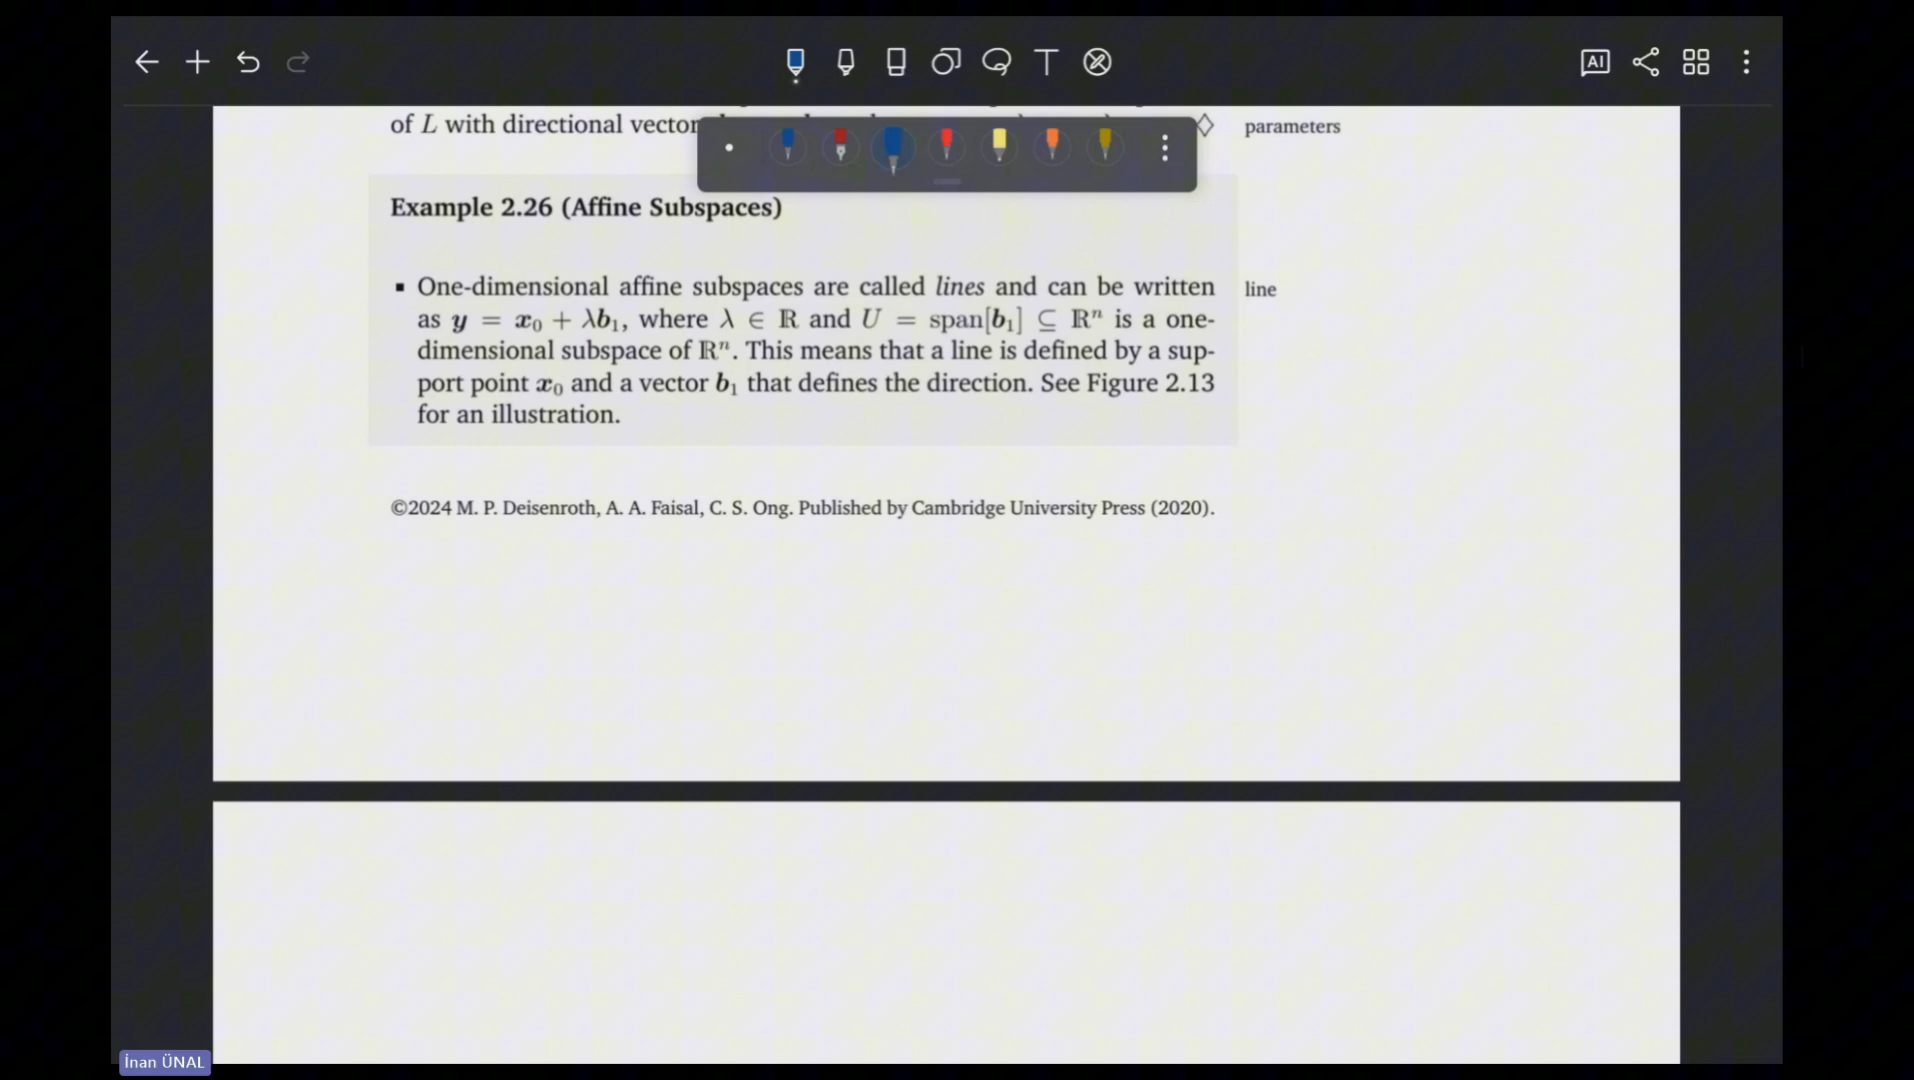 AI
of L with directional vector
parameters
Example 2.26 (Affine Subspaces)
▪ One-dimensional affine subspaces are called lines and can be written
line
as y = x₀ + λb₁, where λ ∈ ℝ and U = span[b₁] ⊆ ℝⁿ is a one-
dimensional subspace of ℝⁿ. This means that a line is defined by a sup-
port point x₀ and a vector b₁ that defines the direction. See Figure 2.13
for an illustration.
©2024 M. P. Deisenroth, A. A. Faisal, C. S. Ong. Published by Cambridge University Press (2020).
İnan ÜNAL